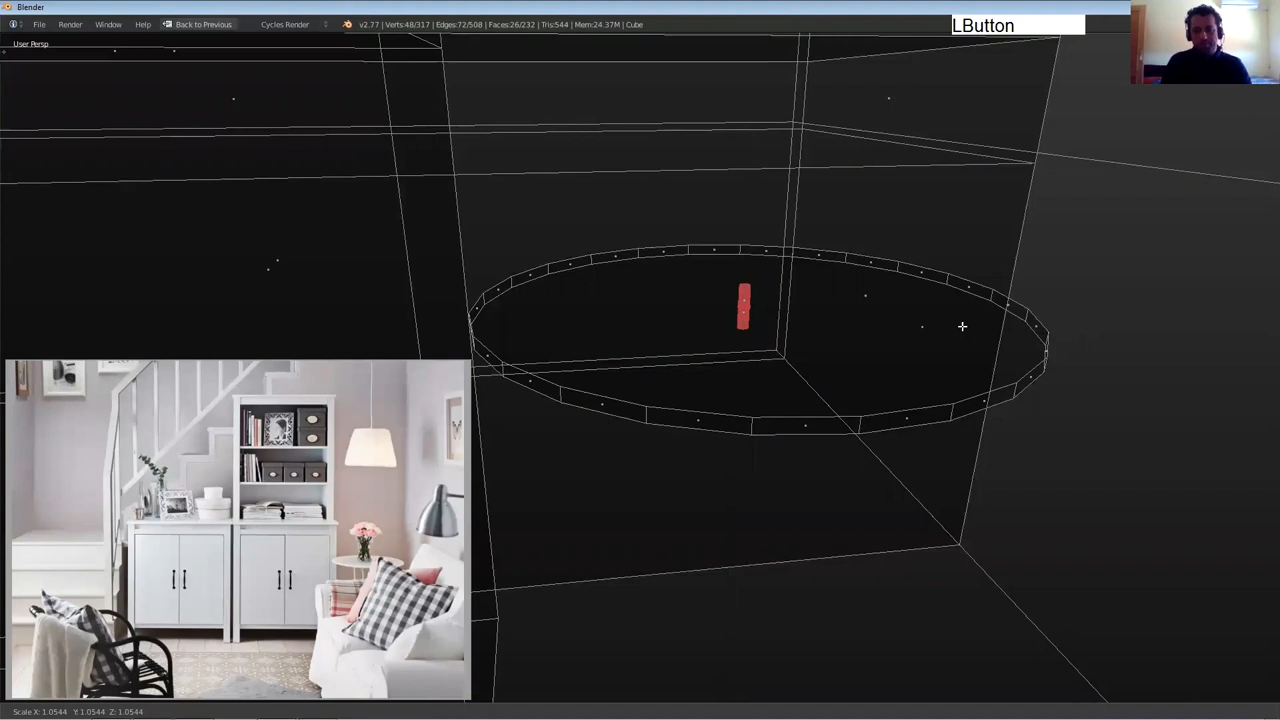 Blender
LButton
File Render Window Help Back to Previous Cycles Render v2.77 | Verts:48/317 | Edges:72/508 | Faces:26/232 | Tris:544 | Mem:24.37M | Cube
User Persp
Scale X: 1.0544 Y: 1.0544 Z: 1.0544